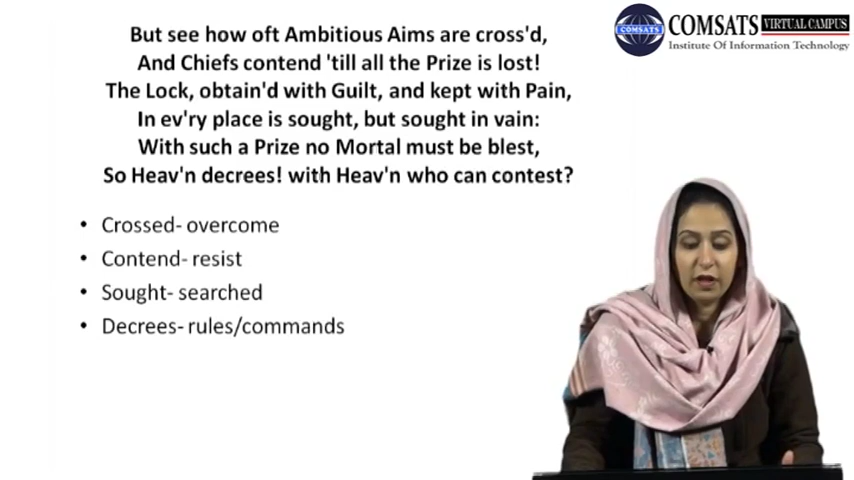 But see how oft Ambitious Aims are cross'd,
And Chiefs contend 'till all the Prize is lost!
The Lock, obtain'd with Guilt, and kept with Pain,
In ev'ry place is sought, but sought in vain:
With such a Prize no Mortal must be blest,
So Heav'n decrees! with Heav'n who can contest?
• Crossed- overcome
• Contend- resist
• Sought- searched
• Decrees- rules/commands
COMSATS
COMSATS VIRTUAL CAMPUS
Institute Of Information Technology